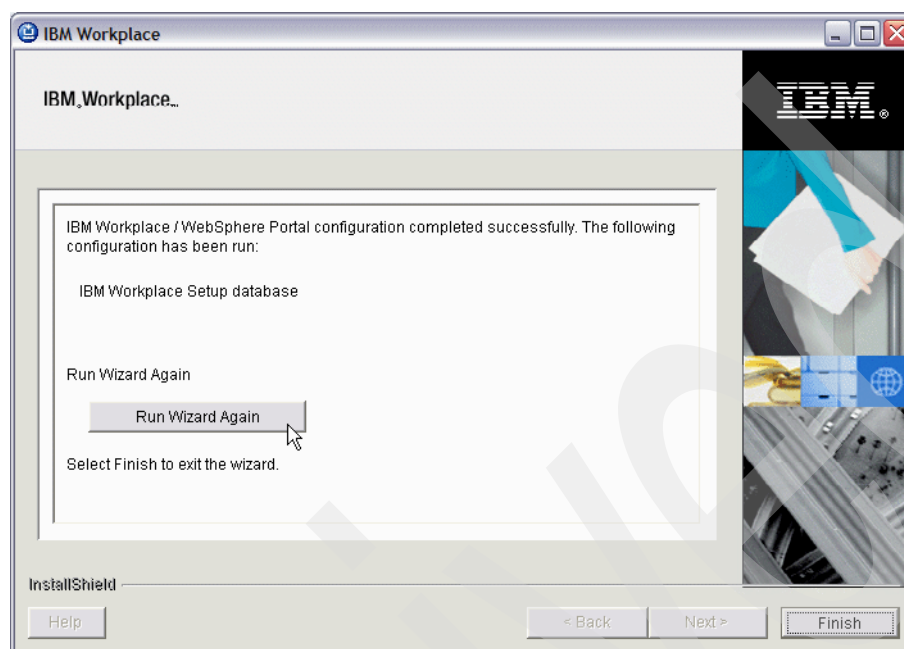 IBM Workplace
IBM Workplace
IBM
IBM Workplace / WebSphere Portal configuration completed successfully. The following
configuration has been run:
IBM Workplace Setup database
Run Wizard Again
Run Wizard Again
Select Finish to exit the wizard.
InstallShield
Help
< Back
Next >
Finish